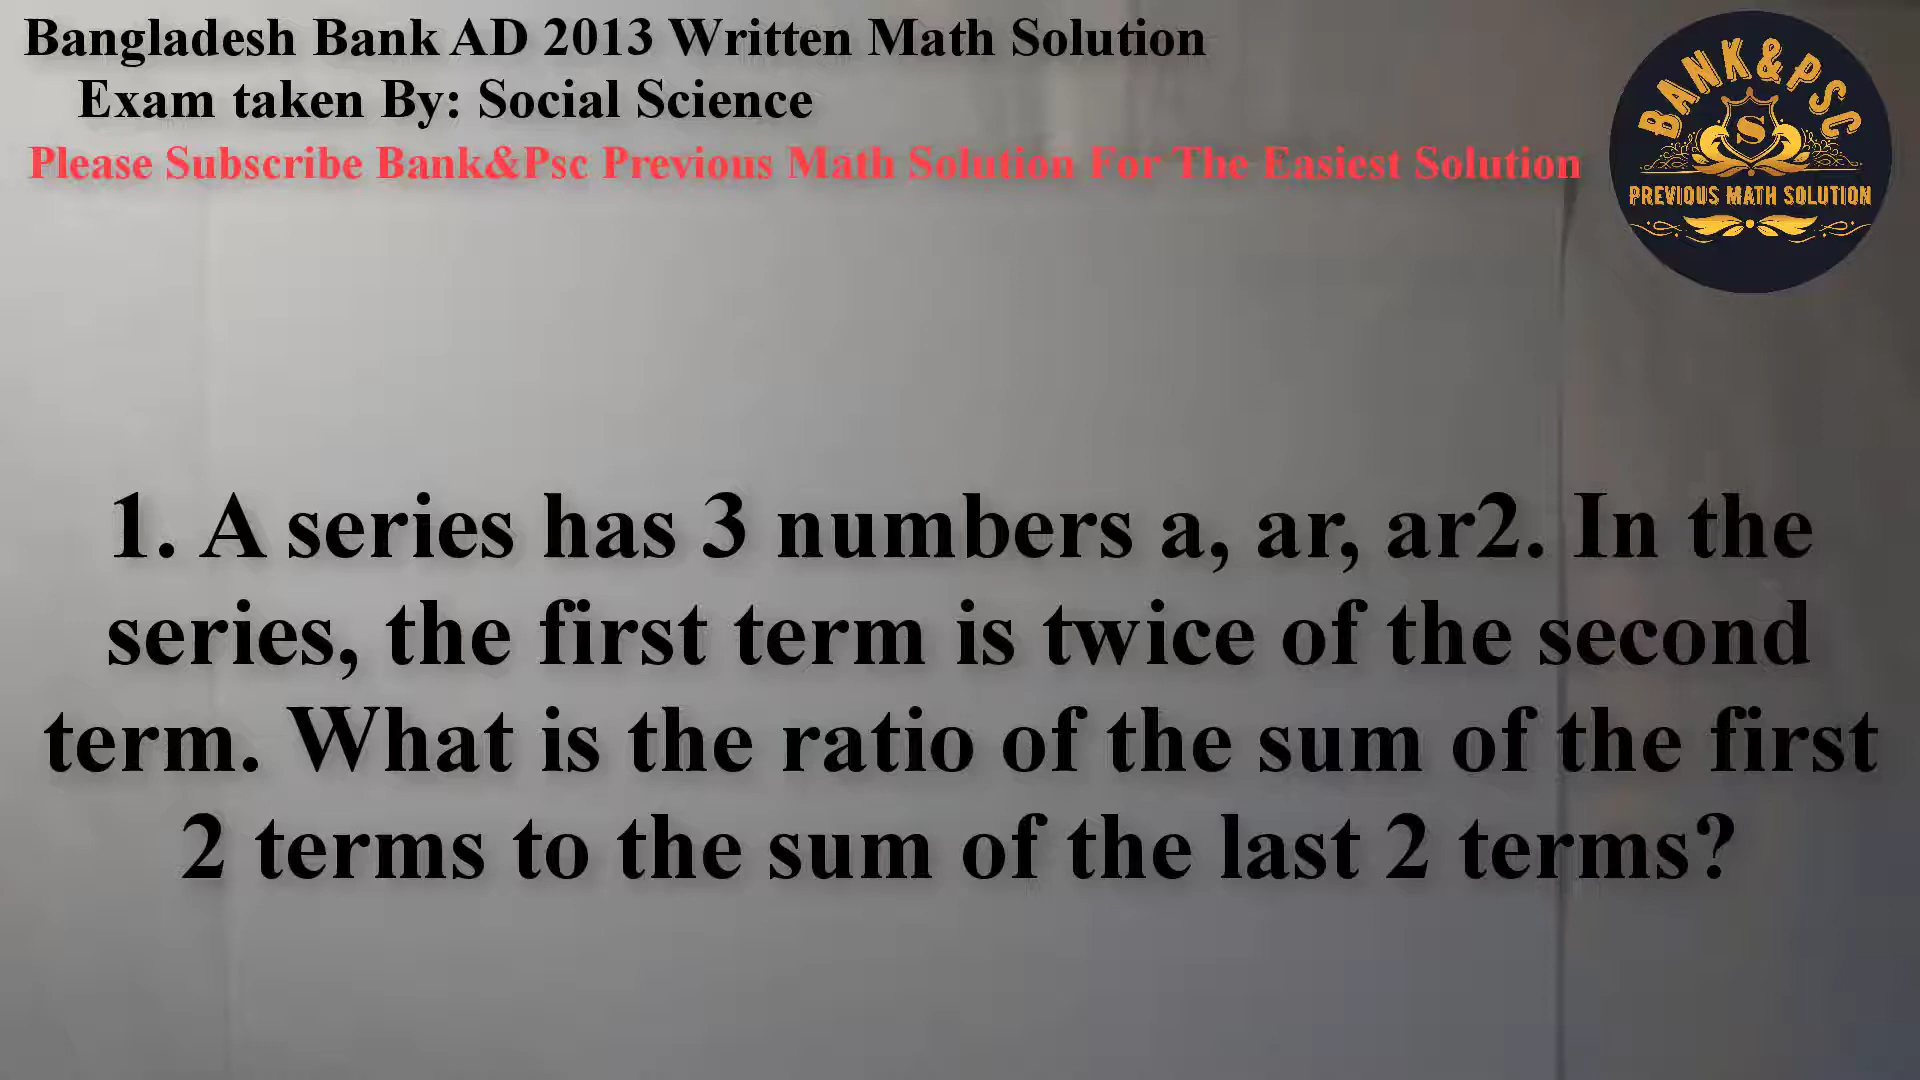 Bangladesh Bank AD 2013 Written Math Solution
Exam taken By: Social Science
Please Subscribe Bank&Psc Previous Math Solution For The Easiest Solution
BANK&PSC
S
PREVIOUS MATH SOLUTION
1. A series has 3 numbers a, ar, ar2. In the
series, the first term is twice of the second
term. What is the ratio of the sum of the first
2 terms to the sum of the last 2 terms?